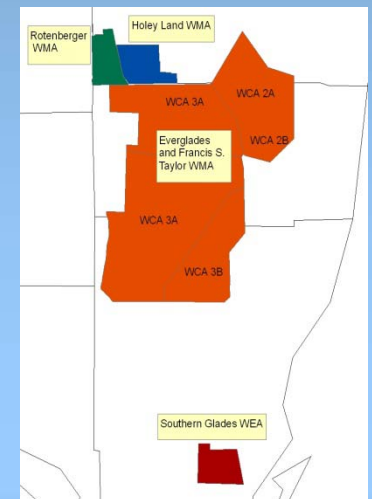 Holey Land WMA
Rotenberger
WMA
WCA 3A
WCA 2A
WCA 2B
Everglades
and Francis S.
Taylor WMA
WCA 3A
WCA 3B
Southern Glades WEA